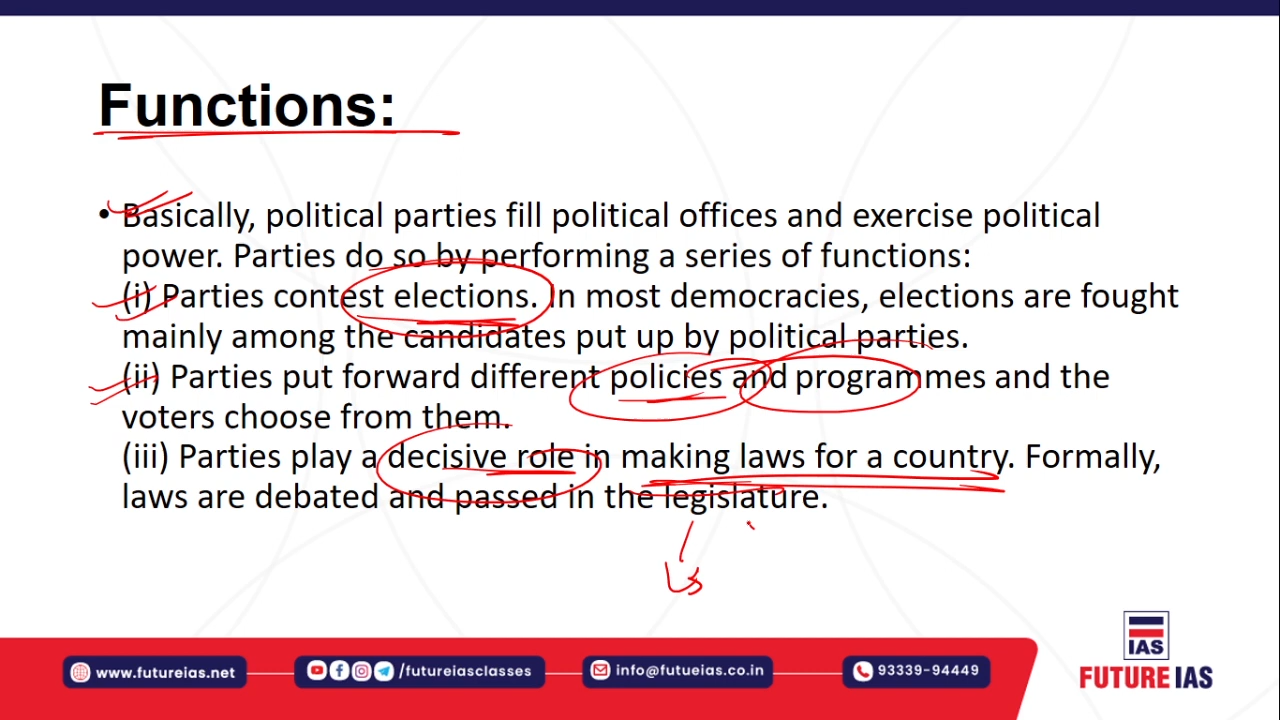 Functions:
• Basically, political parties fill political offices and exercise political
power. Parties do so by performing a series of functions:
(i) Parties contest elections. In most democracies, elections are fought
mainly among the candidates put up by political parties.
(ii) Parties put forward different policies and programmes and the
voters choose from them.
(iii) Parties play a decisive role in making laws for a country. Formally,
laws are debated and passed in the legislature.
LS
IAS
www.futureias.net
/futureiasclasses
info@futueias.co.in
93339-94449
FUTURE IAS